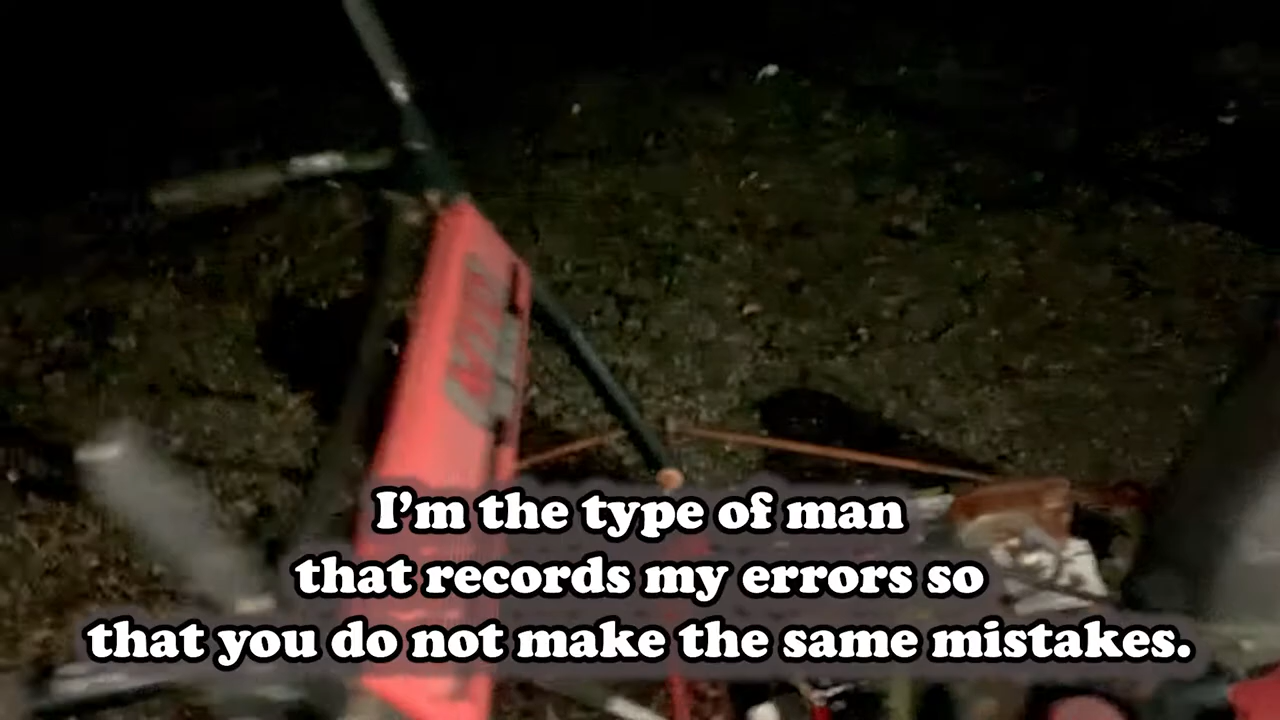 I'm the type of man
that records my errors so
that you do not make the same mistakes.